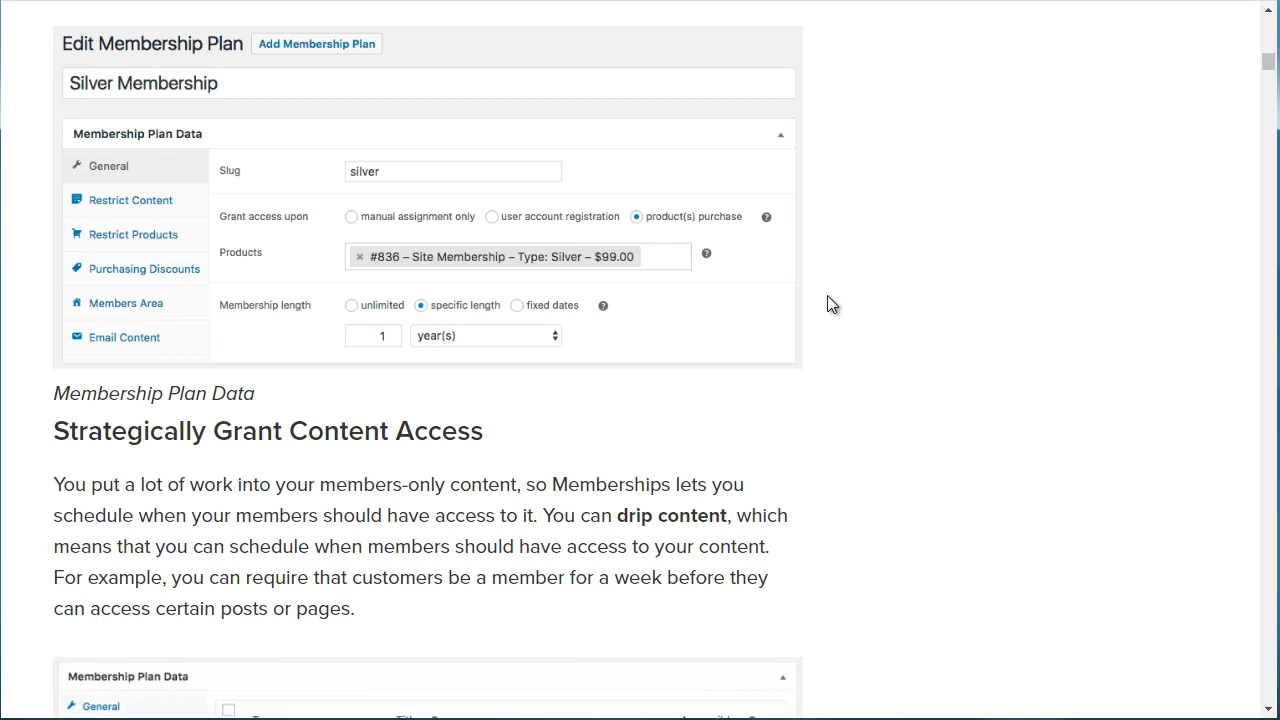 Edit Membership Plan Add Membership Plan
Silver Membership
Membership Plan Data
General
Restrict Content
Restrict Products
Purchasing Discounts
Members Area
Email Content
Slug silver
Grant access upon manual assignment only user account registration product(s) purchase ?
Products × #836 – Site Membership – Type: Silver – $99.00 ?
Membership length unlimited specific length fixed dates ?
1 year(s)
Membership Plan Data
Strategically Grant Content Access
You put a lot of work into your members-only content, so Memberships lets you
schedule when your members should have access to it. You can drip content, which
means that you can schedule when members should have access to your content.
For example, you can require that customers be a member for a week before they
can access certain posts or pages.
Membership Plan Data
General